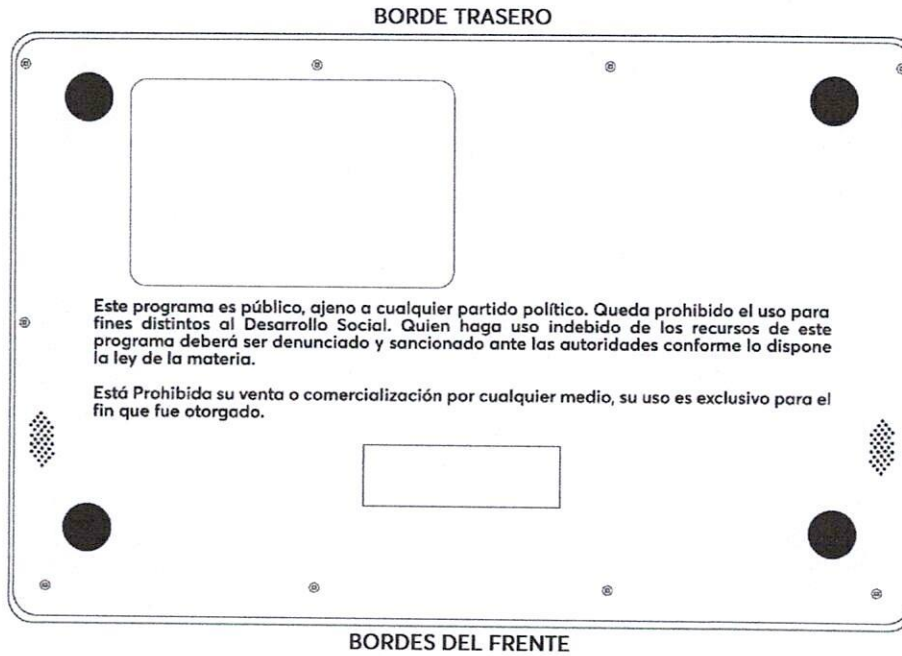 BORDE TRASERO
Este programa es público, ajeno a cualquier partido político. Queda prohibido el uso para
fines distintos al Desarrollo Social. Quien haga uso indebido de los recursos de este
programa deberá ser denunciado y sancionado ante las autoridades conforme lo dispone
la ley de la materia.
Está Prohibida su venta o comercialización por cualquier medio, su uso es exclusivo para el
fin que fue otorgado.
BORDES DEL FRENTE